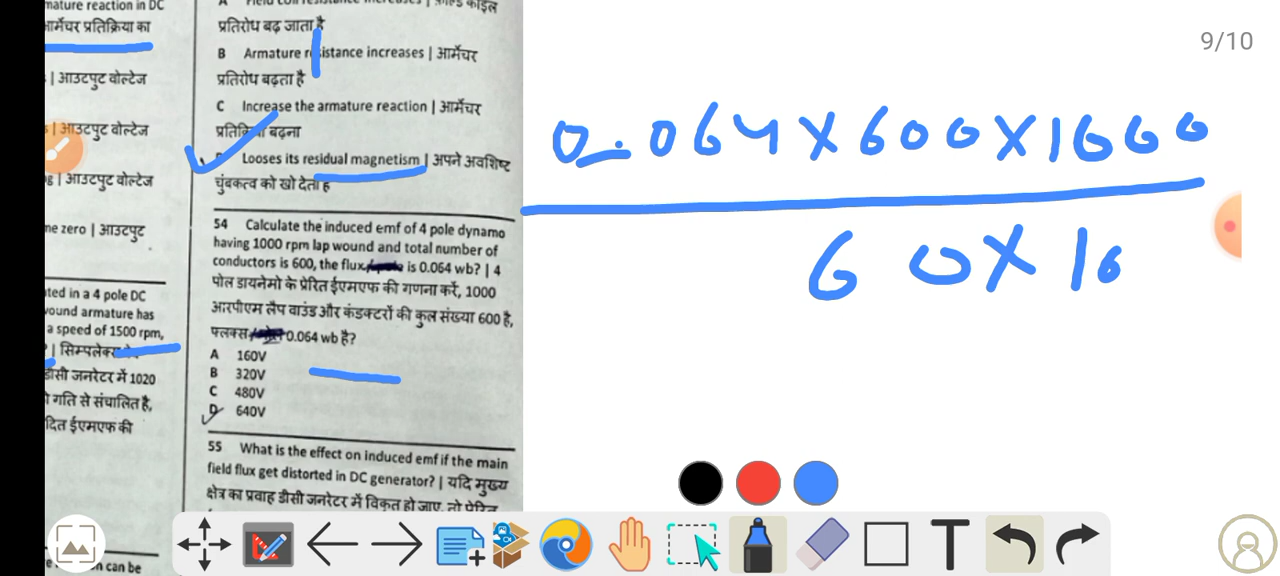 mature reaction in DC
आर्मेचर प्रतिक्रिया का
| आउटपुट वोल्टेज
| आउटपुट वोल्टेज
| आउटपुट वोल्टेज
me zero | आउटपुट
ated in a 4 pole DC
wound armature has
a speed of 1500 rpm,
| सिम्पलेक्स
डीसी जनरेटर में 1020
गति से संचालित है,
दित ईएमएफ की
n can be
प्रतिरोध बढ़ जाता है
B Armature resistance increases | आर्मेचर
प्रतिरोध बढ़ता है
C Increase the armature reaction | आर्मेचर
प्रतिक्रिया बढ़ना
Looses its residual magnetism | अपने अवशिष्ट
चुंबकत्व को खो देता है
54 Calculate the induced emf of 4 pole dynamo
having 1000 rpm lap wound and total number of
conductors is 600, the flux is 0.064 wb? | 4
पोल डायनेमो के प्रेरित ईएमएफ की गणना करें, 1000
आरपीएम लैप वाउंड और कंडक्टरों की कुल संख्या 600 है,
फ्लक्स 0.064 wb है?
A 160V
B 320V
C 480V
D 640V
55 What is the effect on induced emf if the main
field flux get distorted in DC generator? | यदि मुख्य
क्षेत्र का प्रवाह डीसी जनरेटर में विकृत हो जाए, तो प्रेरित
9/10
0.064 X 600 X 1000
60 X 10
T